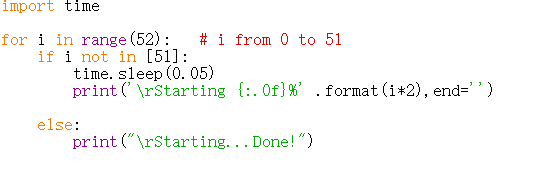 import time
for i in range(52):   # i from 0 to 51
    if i not in [51]:
        time.sleep(0.05)
        print('\rStarting {:.0f}%' .format(i*2),end='')
    else:
        print("\rStarting...Done!")